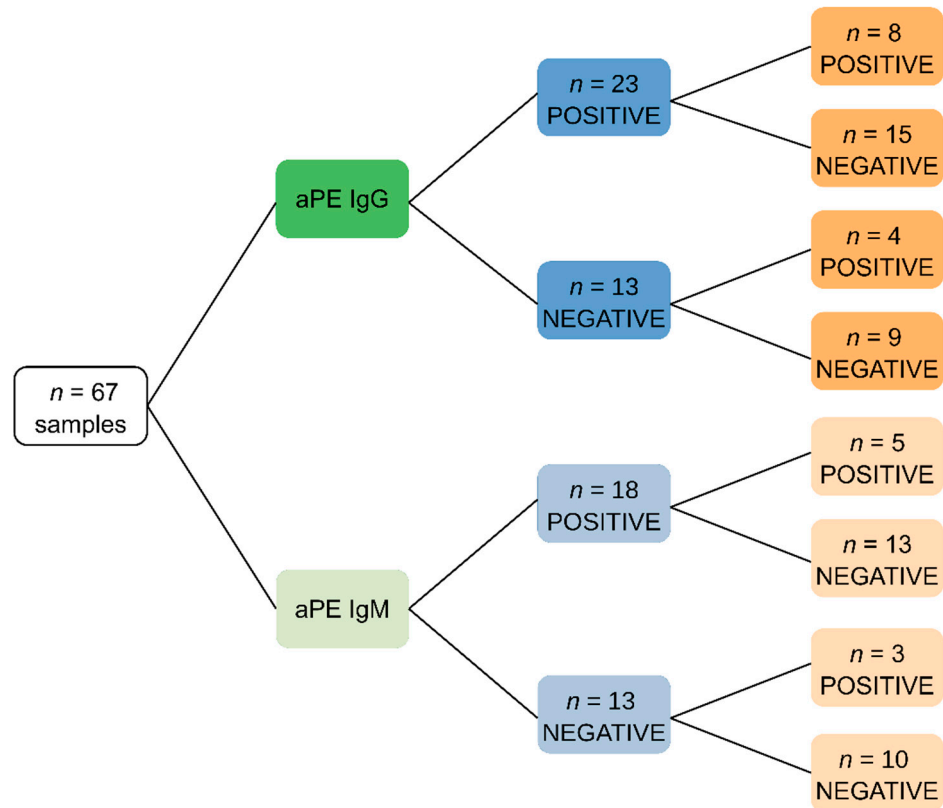 n = 67
samples
aPE IgG
n = 23
POSITIVE
n = 8
POSITIVE
n = 15
NEGATIVE
n = 13
NEGATIVE
n = 4
POSITIVE
n = 9
NEGATIVE
aPE IgM
n = 18
POSITIVE
n = 5
POSITIVE
n = 13
NEGATIVE
n = 13
NEGATIVE
n = 3
POSITIVE
n = 10
NEGATIVE